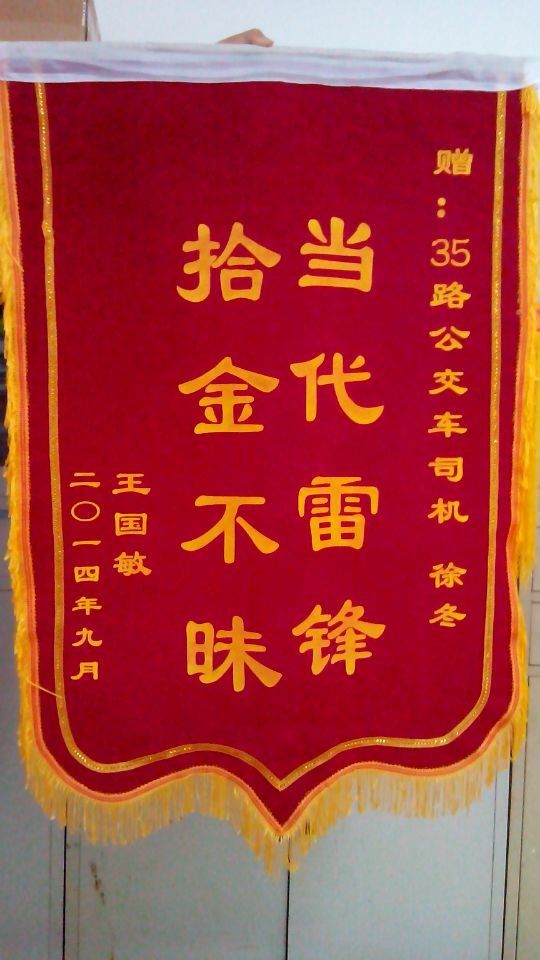 赠：35路公交车司机 徐冬
当代雷锋
拾金不昧
王国敏
二〇一四年九月